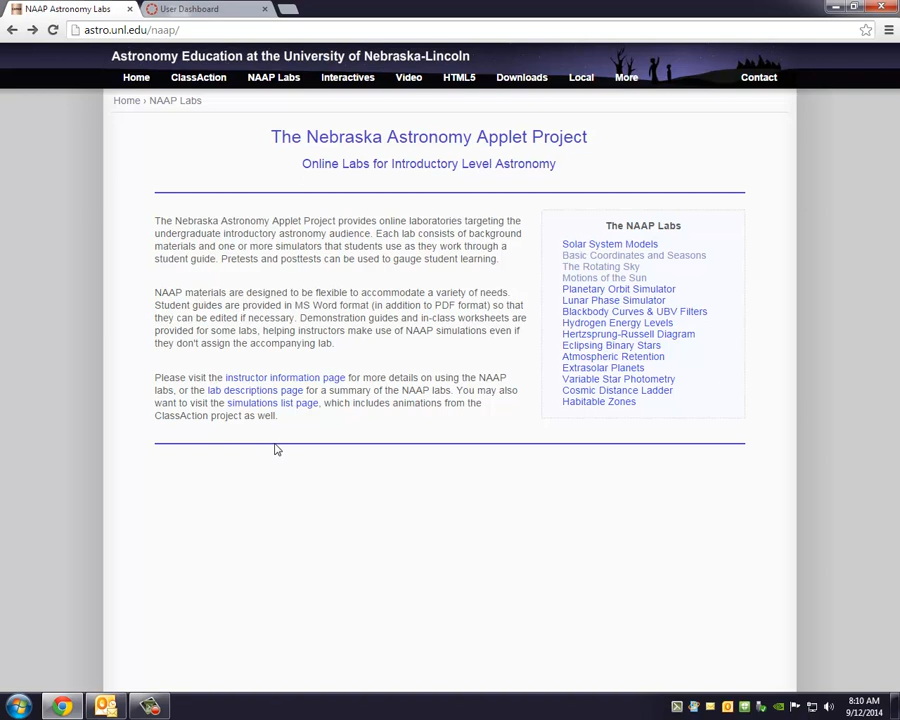 NAAP Astronomy Labs
User Dashboard
astro.unl.edu/naap/
Astronomy Education at the University of Nebraska-Lincoln
Home ClassAction NAAP Labs Interactives Video HTML5 Downloads Local More Contact
Home › NAAP Labs
The Nebraska Astronomy Applet Project
Online Labs for Introductory Level Astronomy
The Nebraska Astronomy Applet Project provides online laboratories targeting the
undergraduate introductory astronomy audience. Each lab consists of background
materials and one or more simulators that students use as they work through a
student guide. Pretests and posttests can be used to gauge student learning.
NAAP materials are designed to be flexible to accommodate a variety of needs.
Student guides are provided in MS Word format (in addition to PDF format) so that
they can be edited if necessary. Demonstration guides and in-class worksheets are
provided for some labs, helping instructors make use of NAAP simulations even if
they don't assign the accompanying lab.
Please visit the instructor information page for more details on using the NAAP
labs, or the lab descriptions page for a summary of the NAAP labs. You may also
want to visit the simulations list page, which includes animations from the
ClassAction project as well.
The NAAP Labs
Solar System Models
Basic Coordinates and Seasons
The Rotating Sky
Motions of the Sun
Planetary Orbit Simulator
Lunar Phase Simulator
Blackbody Curves & UBV Filters
Hydrogen Energy Levels
Hertzsprung-Russell Diagram
Eclipsing Binary Stars
Atmospheric Retention
Extrasolar Planets
Variable Star Photometry
Cosmic Distance Ladder
Habitable Zones
8:10 AM
9/12/2014